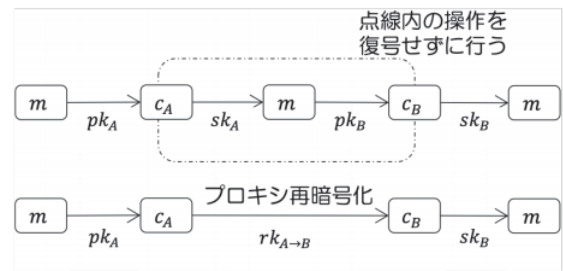 点線内の操作を
復号せずに行う
m c_A m c_B m
pk_A sk_A pk_B sk_B
プロキシ再暗号化
m c_A c_B m
pk_A rk_{A→B} sk_B